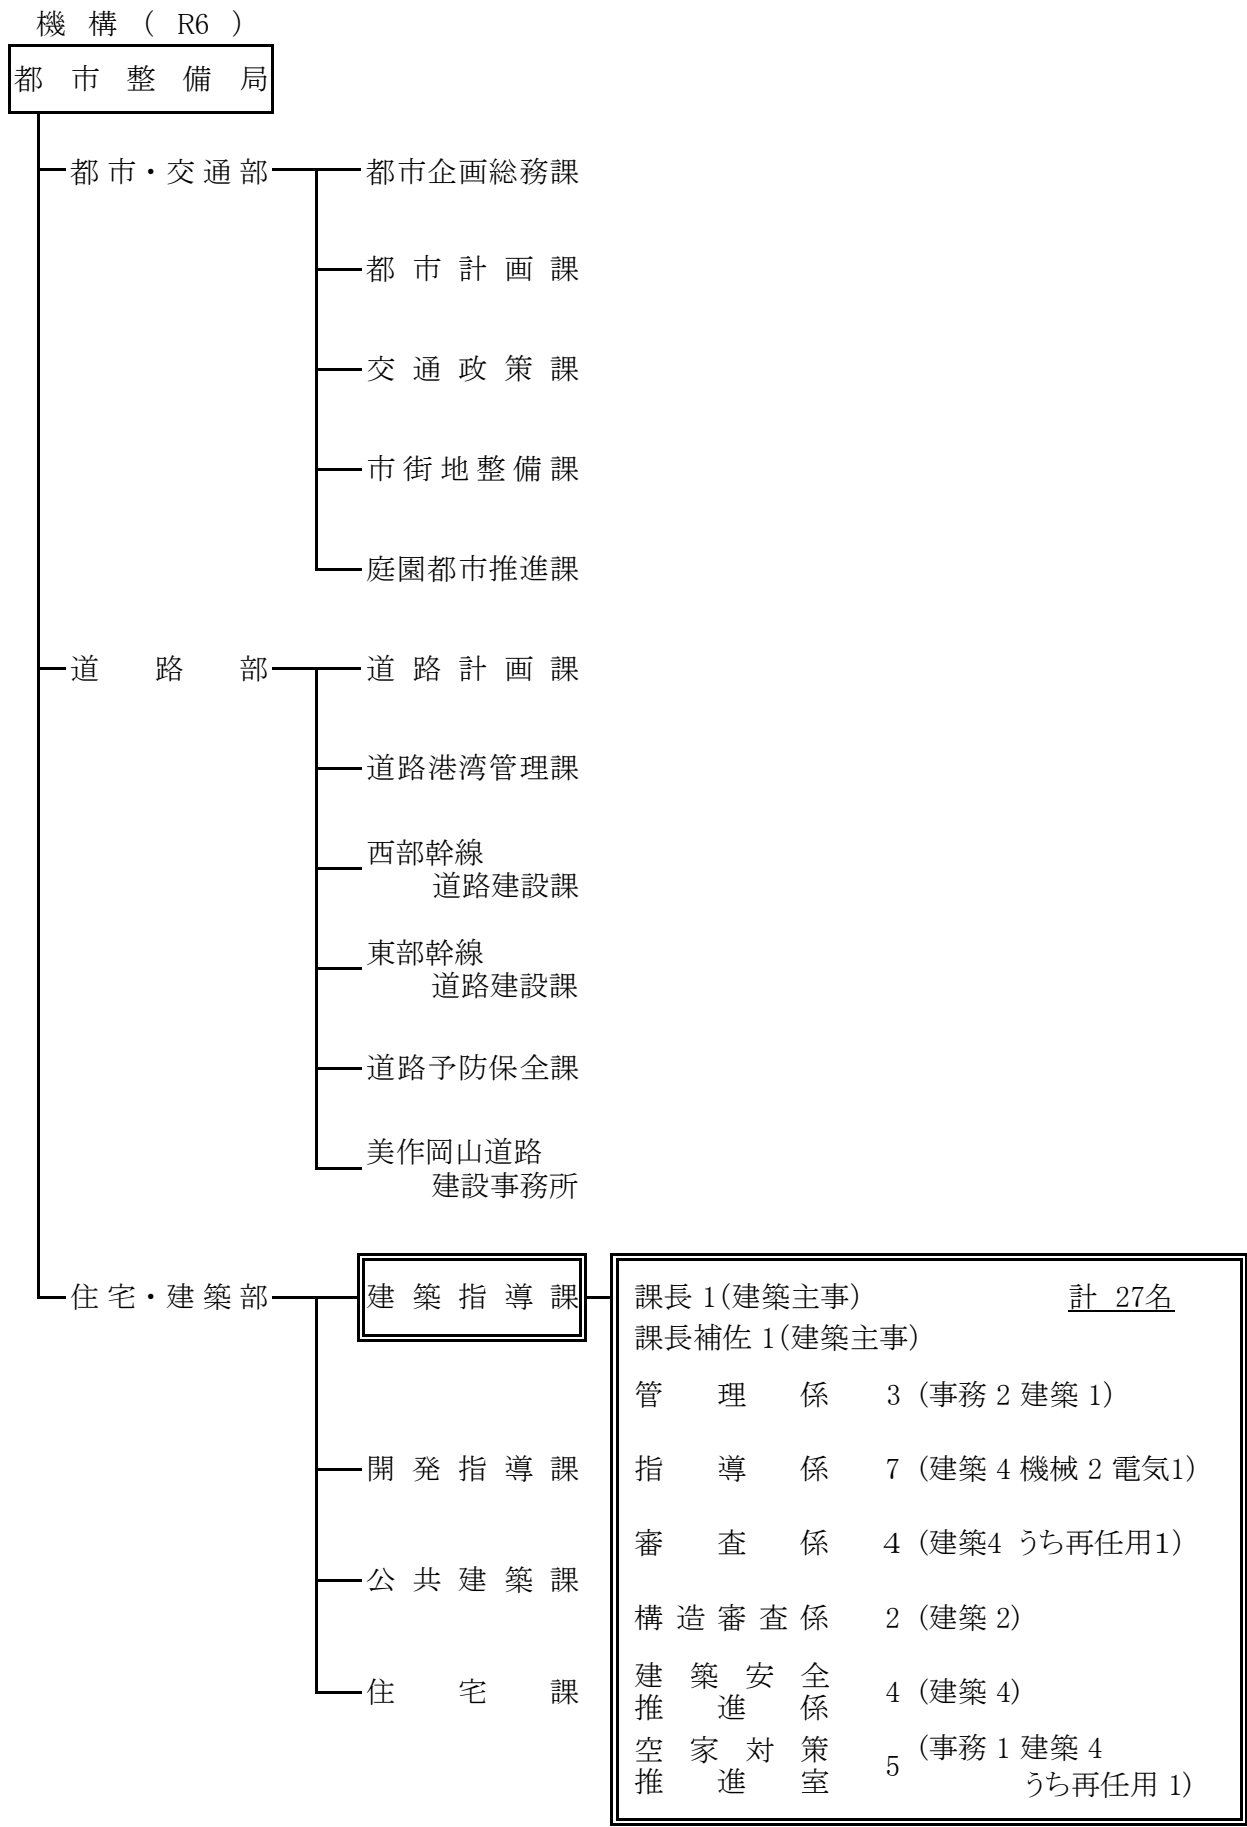 機構(R6)
都市整備局
都市・交通部
都市企画総務課
都市計画課
交通政策課
市街地整備課
庭園都市推進課
道路部
道路計画課
道路港湾管理課
西部幹線
道路建設課
東部幹線
道路建設課
道路予防保全課
美作岡山道路
建設事務所
住宅・建築部
建築指導課
開発指導課
公共建築課
住宅課
課長 1(建築主事) 計 27名
課長補佐 1(建築主事)
管理係 3 (事務 2 建築 1)
指導係 7 (建築 4 機械 2 電気1)
審査係 4 (建築4 うち再任用1)
構造審査係 2 (建築 2)
建築安全
推進係 4 (建築 4)
空家対策
推進室 5 (事務 1 建築 4
うち再任用 1)